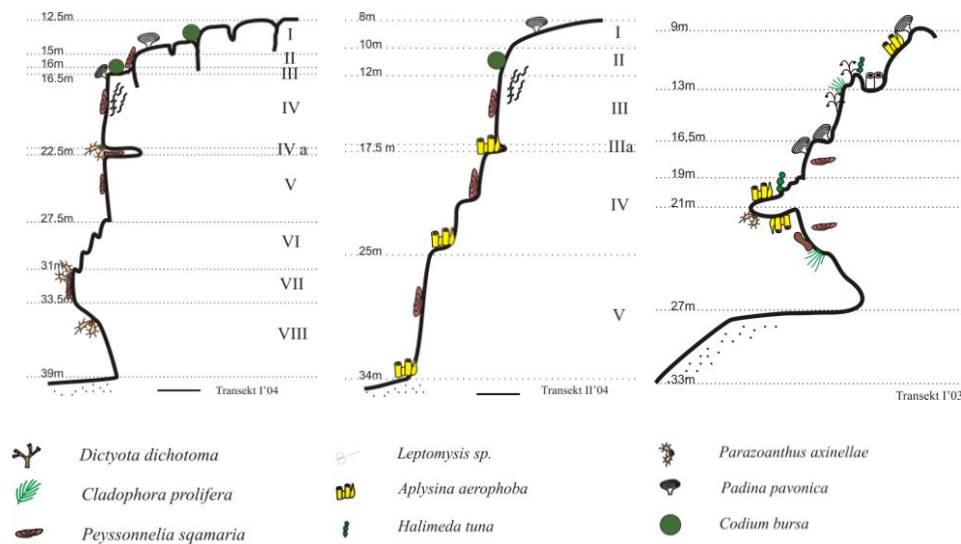 12.5m
I
15m
II
16m
III
16.5m
IV
IV a
22.5m
V
27.5m
VI
31m
VII
33.5m
VIII
39m
Transekt I'04
8m
I
10m
II
12m
III
17.5 m
IIIa
IV
25m
V
34m
Transekt II'04
9m
13m
16,5m
19m
21m
27m
33m
Transekt I'03
Dictyota dichotoma
Leptomysis sp.
Parazoanthus axinellae
Cladophora prolifera
Aplysina aerophoba
Padina pavonica
Peyssonnelia sqamaria
Halimeda tuna
Codium bursa